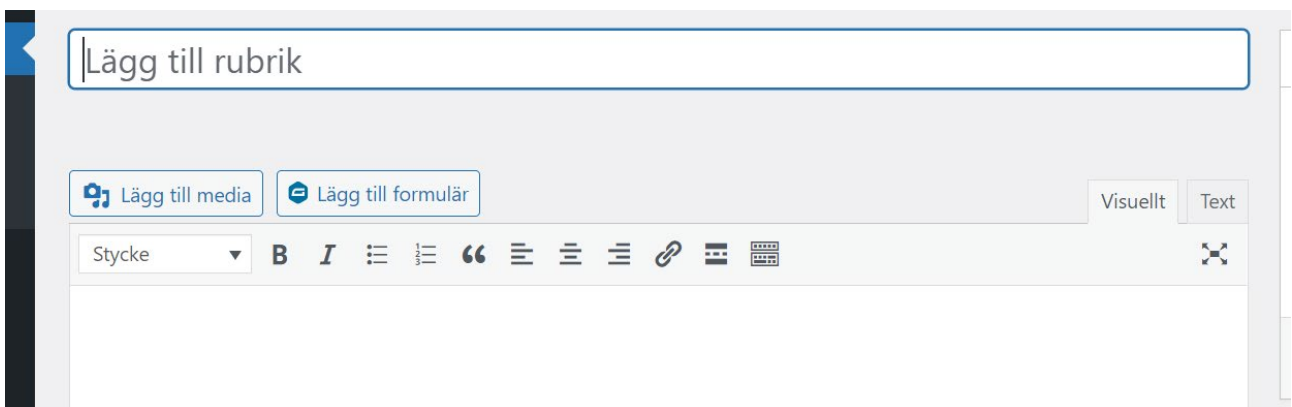 Lägg till rubrik
Lägg till media Lägg till formulär
Visuellt Text
Stycke B I